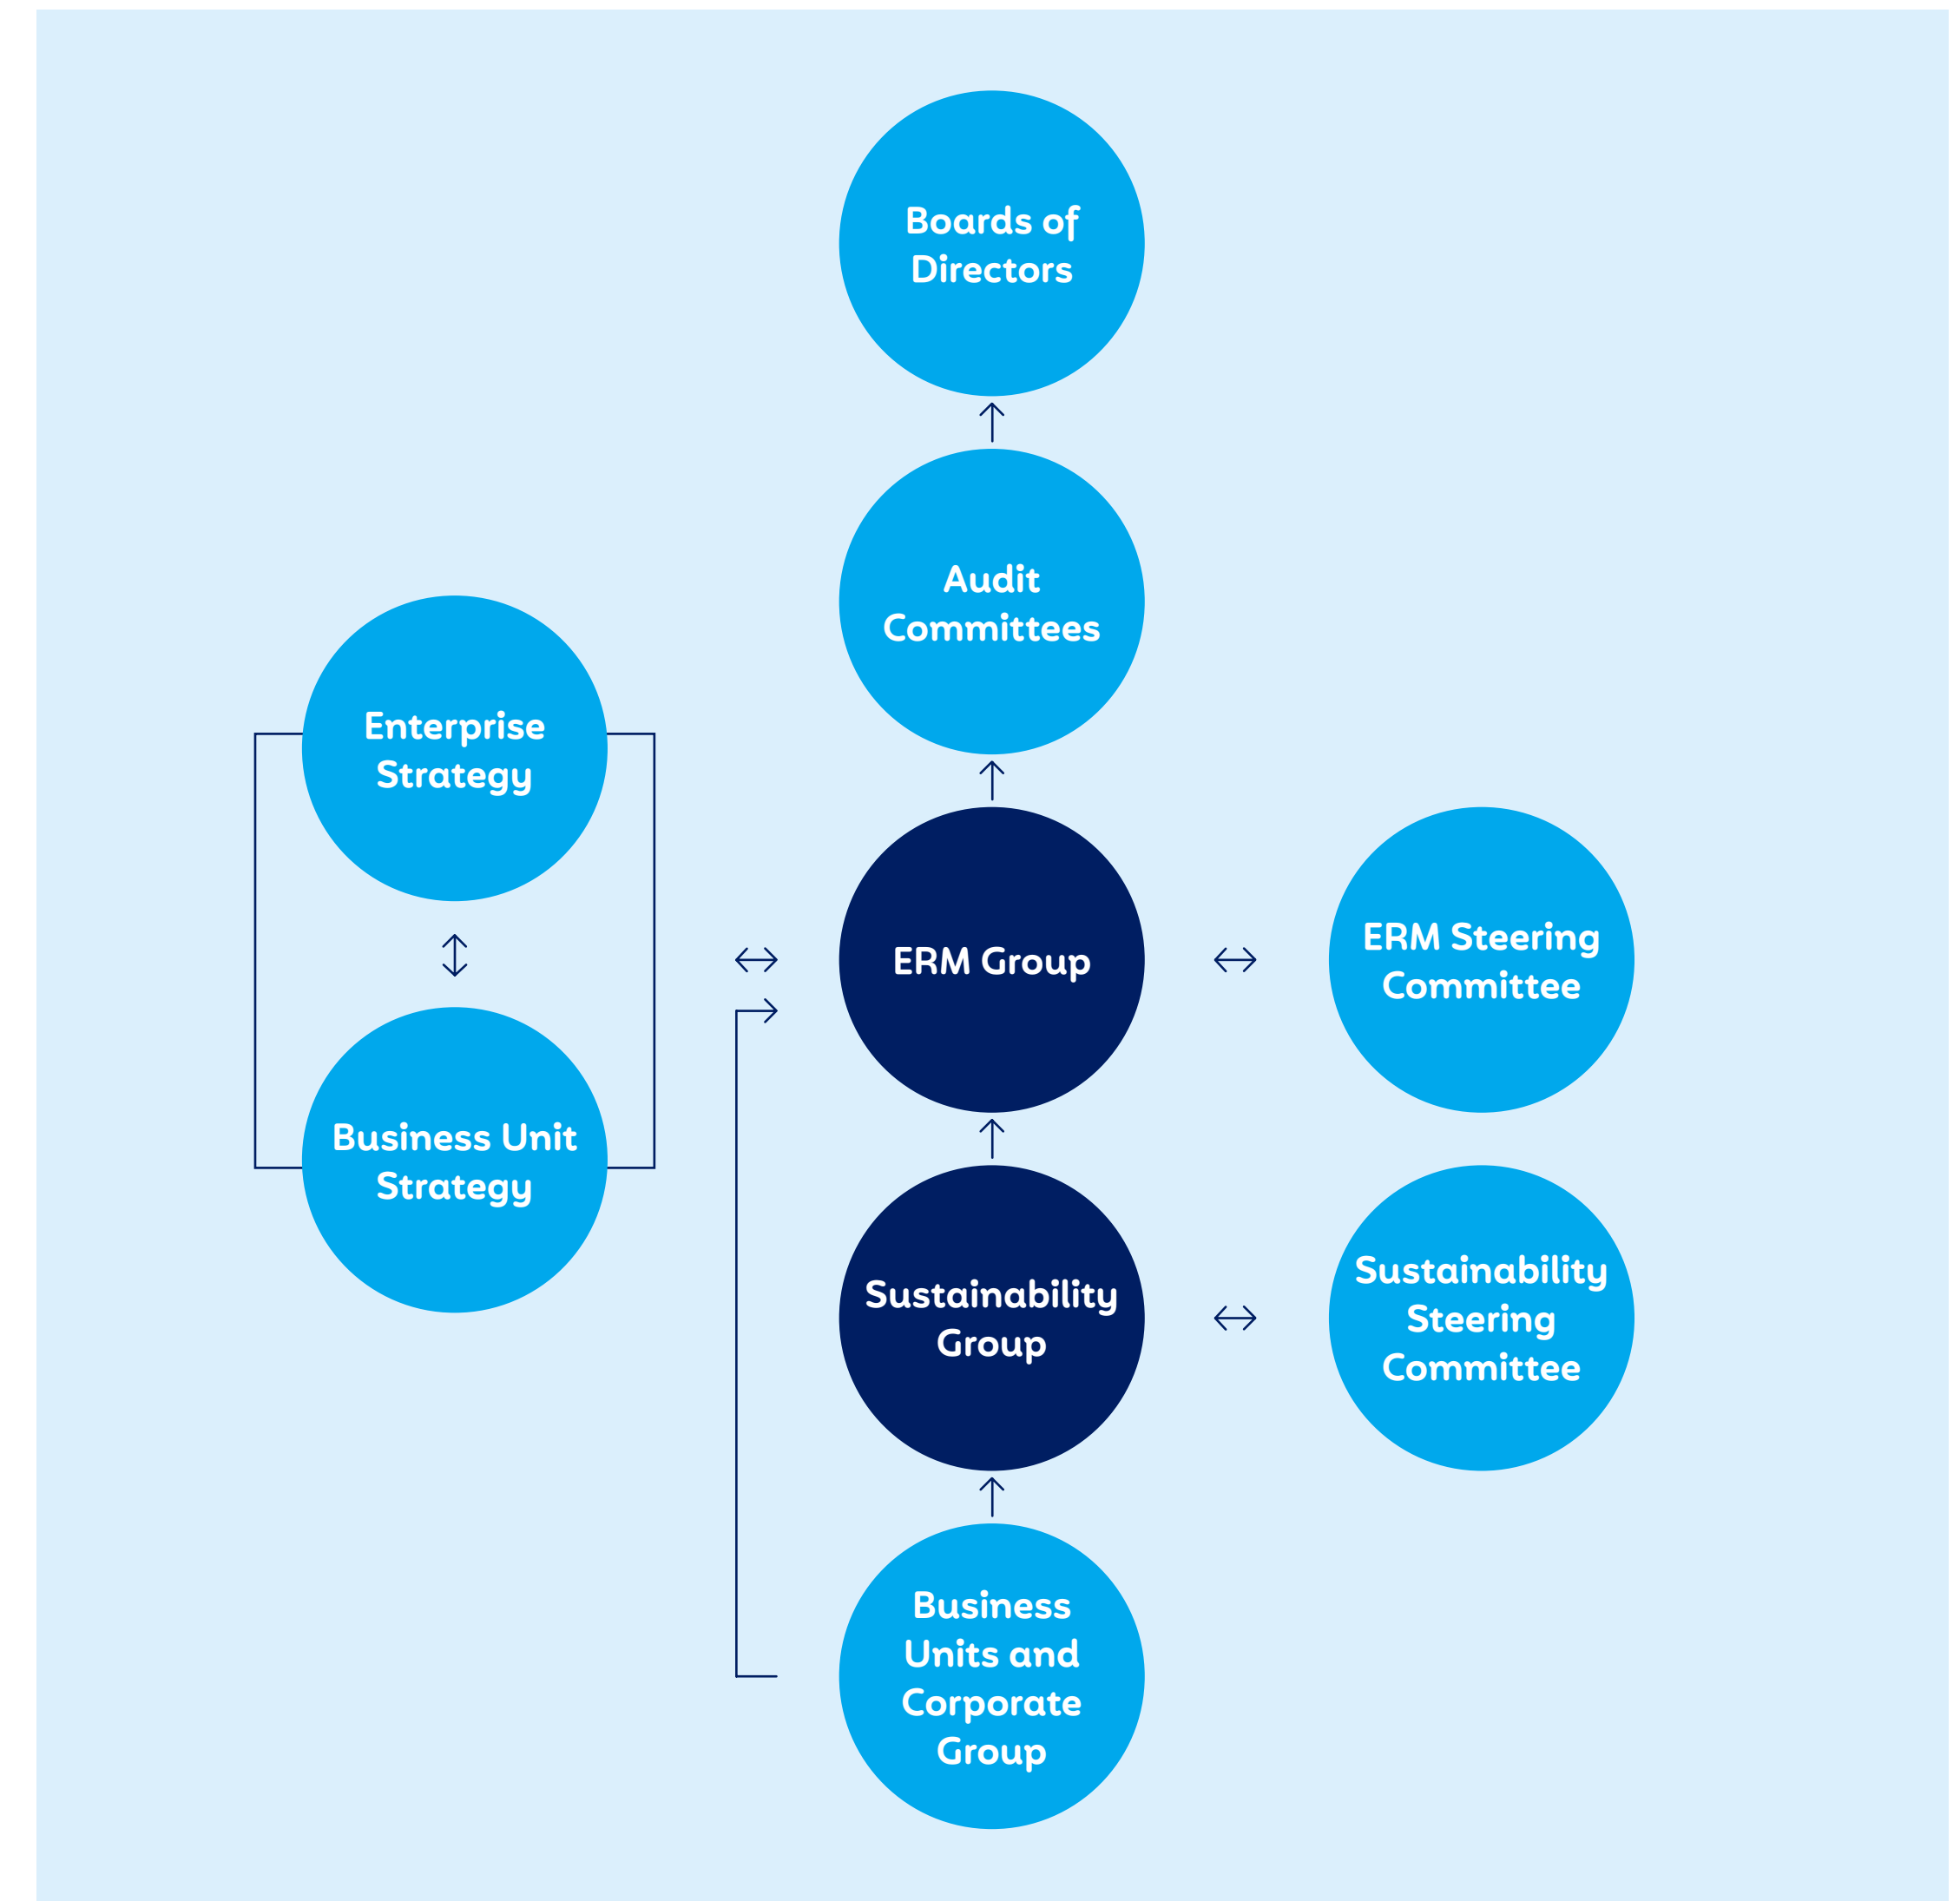 Boards of
Directors
Audit
Committees
Enterprise
Strategy
ERM Group
ERM Steering
Committee
Business Unit
Strategy
Sustainability
Group
Sustainability
Steering
Committee
Business
Units and
Corporate
Group